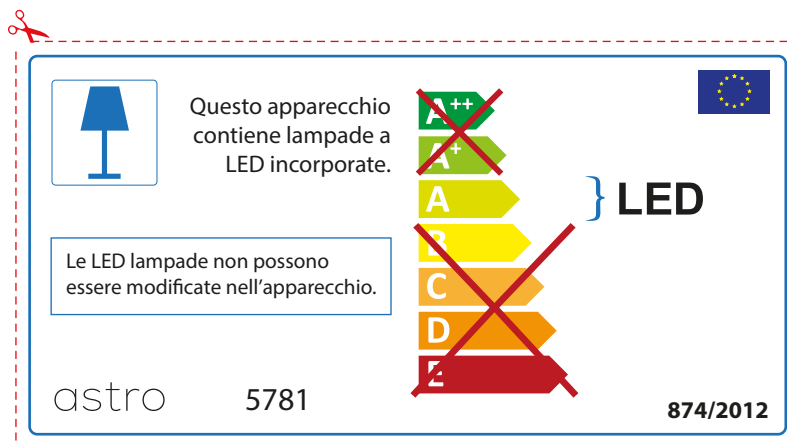 Questo apparecchio
contiene lampade a
LED incorporate.
Le LED lampade non possono
essere modificate nell'apparecchio.
A++
A+
A
B
C
D
E
LED
astro
5781
874/2012